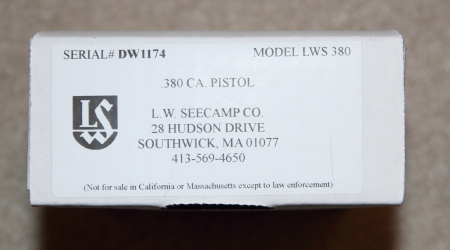 SERIAL# DW1174 MODEL LWS 380
.380 CA. PISTOL
LSW
L.W. SEECAMP CO.
28 HUDSON DRIVE
SOUTHWICK, MA 01077
413-569-4650
(Not for sale in California or Massachusetts except to law enforcement)